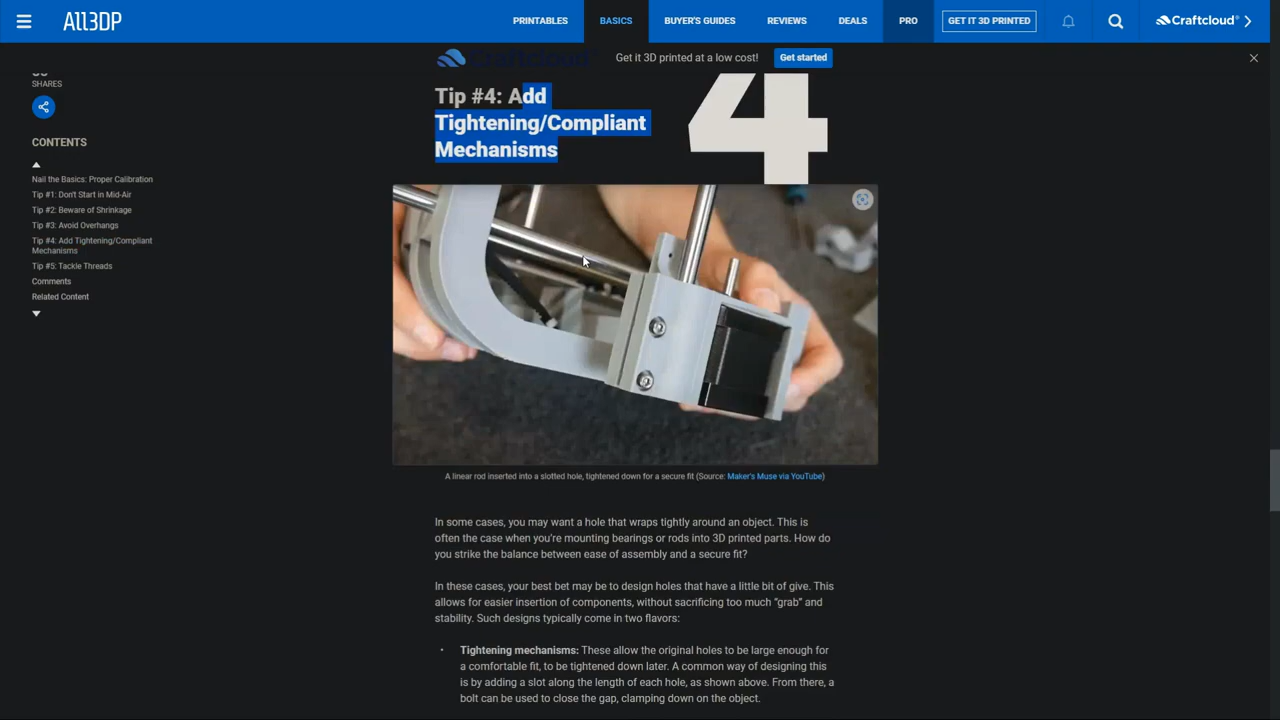 ALL3DP
PRINTABLES
BASICS
BUYER'S GUIDES
REVIEWS
DEALS
PRO
GET IT 3D PRINTED
Craftcloud®
Craftcloud
Get it 3D printed at a low cost!
Get started
SHARES
CONTENTS
Nail the Basics: Proper Calibration
Tip #1: Don't Start in Mid-Air
Tip #2: Beware of Shrinkage
Tip #3: Avoid Overhangs
Tip #4: Add Tightening/Compliant
Mechanisms
Tip #5: Tackle Threads
Comments
Related Content
Tip #4: Add
Tightening/Compliant
Mechanisms
4
A linear rod inserted into a slotted hole, tightened down for a secure fit (Source: Maker's Muse via YouTube)
In some cases, you may want a hole that wraps tightly around an object. This is
often the case when you're mounting bearings or rods into 3D printed parts. How do
you strike the balance between ease of assembly and a secure fit?
In these cases, your best bet may be to design holes that have a little bit of give. This
allows for easier insertion of components, without sacrificing too much "grab" and
stability. Such designs typically come in two flavors:
· Tightening mechanisms: These allow the original holes to be large enough for
a comfortable fit, to be tightened down later. A common way of designing this
is by adding a slot along the length of each hole, as shown above. From there, a
bolt can be used to close the gap, clamping down on the object.